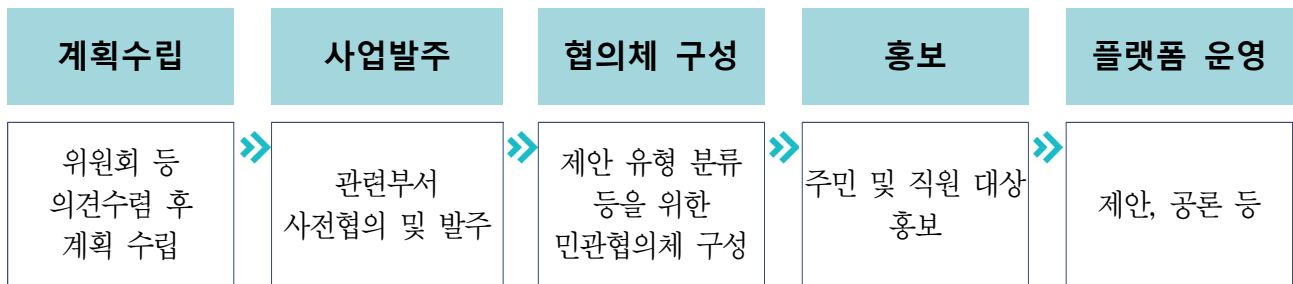 계획수립
사업발주
협의체 구성
홍보
플랫폼 운영
위원회 등
의견수렴 후
계획 수립
관련부서
사전협의 및 발주
제안 유형 분류
등을 위한
민관협의체 구성
주민 및 직원 대상
홍보
제안, 공론 등